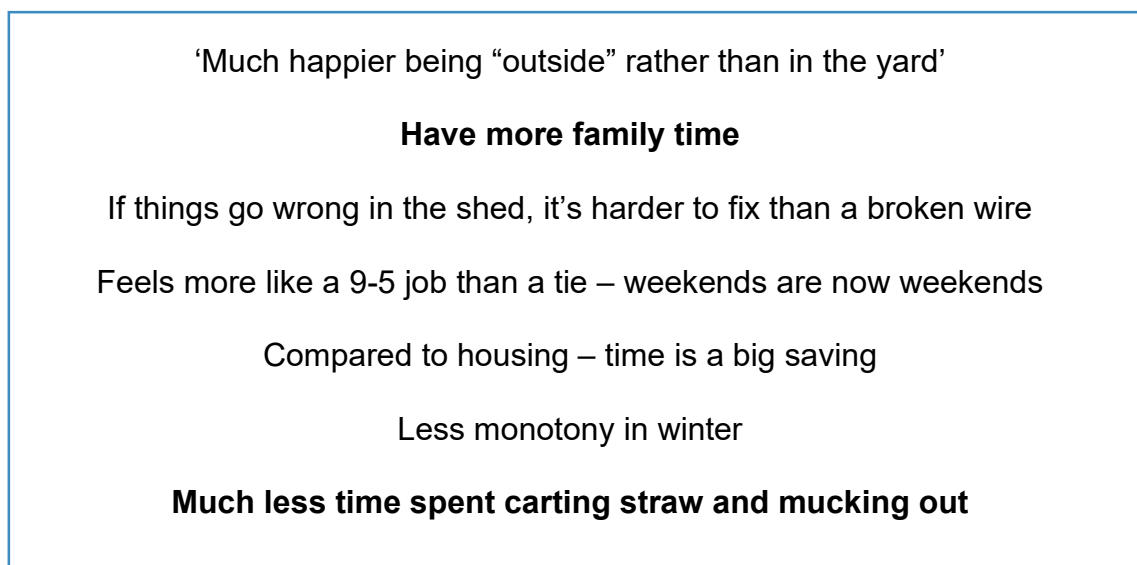 ‘Much happier being “outside” rather than in the yard’
Have more family time
If things go wrong in the shed, it’s harder to fix than a broken wire
Feels more like a 9-5 job than a tie – weekends are now weekends
Compared to housing – time is a big saving
Less monotony in winter
Much less time spent carting straw and mucking out